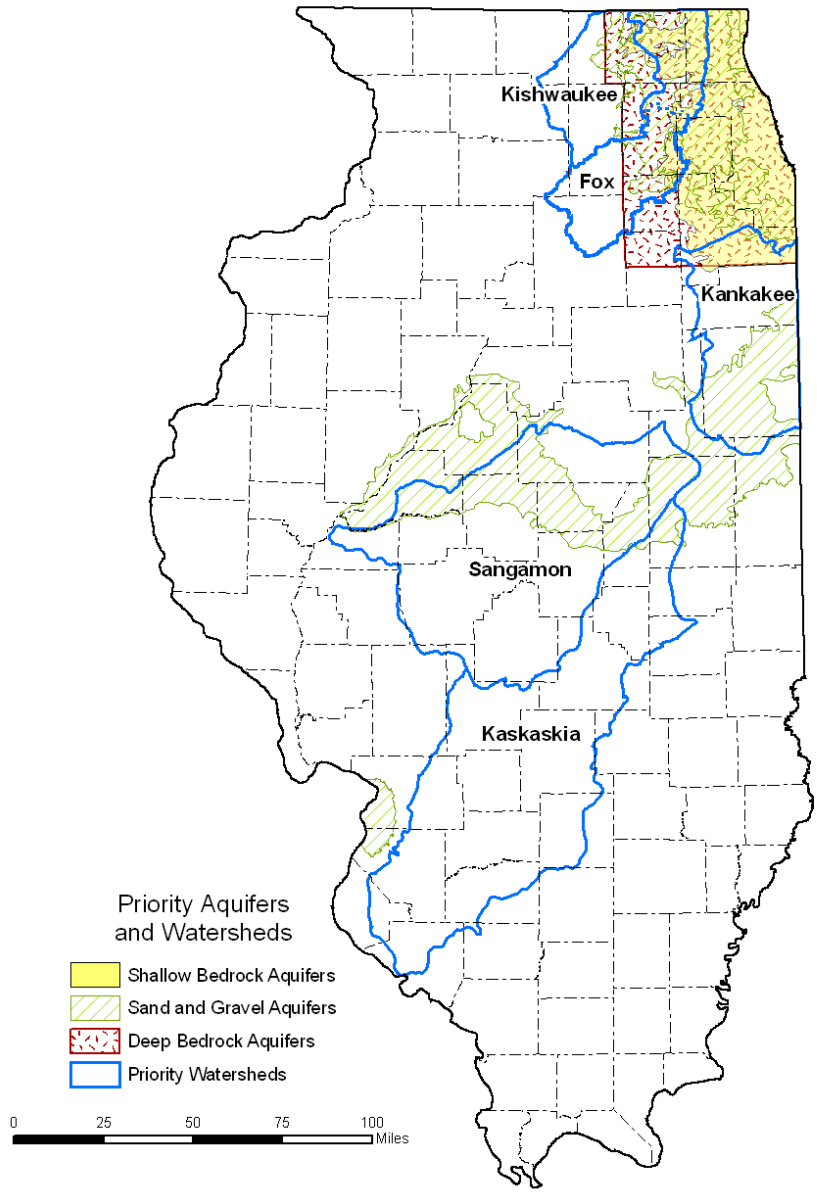 Kishwaukee
Fox
Kankakee
Sangamon
Kaskaskia
Priority Aquifers
and Watersheds
Shallow Bedrock Aquifers
Sand and Gravel Aquifers
Deep Bedrock Aquifers
Priority Watersheds
0 25 50 75 100
Miles